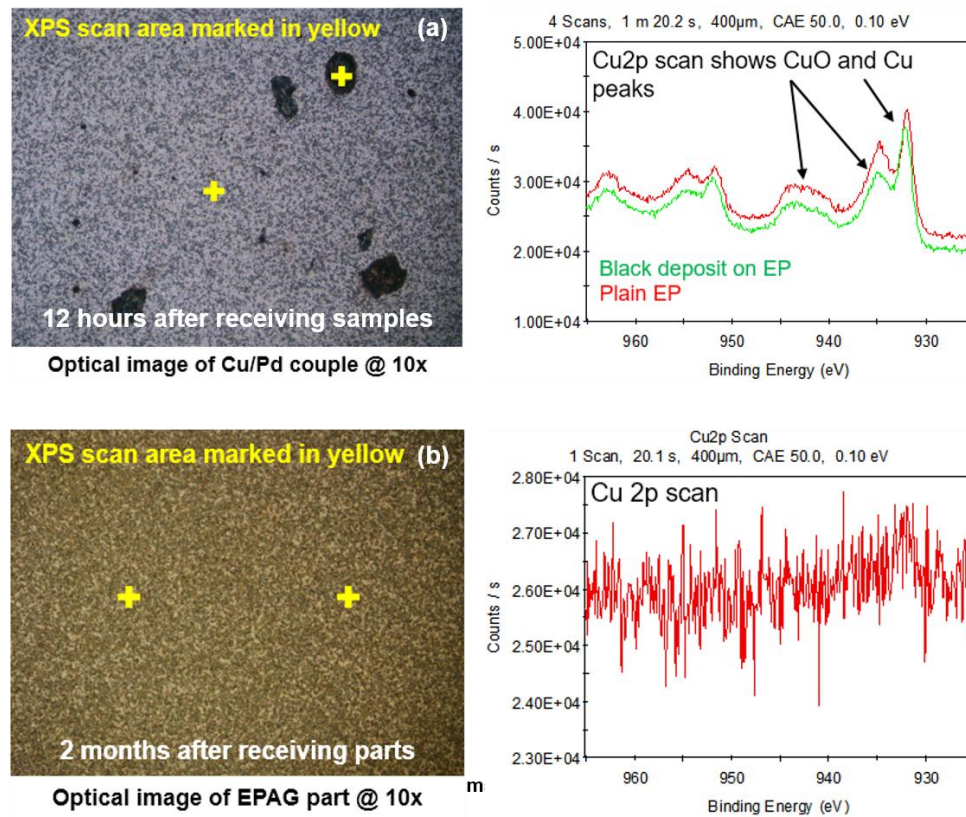 XPS scan area marked in yellow (a)
12 hours after receiving samples
Optical image of Cu/Pd couple @ 10x
4 Scans, 1 m 20.2 s, 400µm, CAE 50.0, 0.10 eV
5.00E+04
4.00E+04
3.00E+04
2.00E+04
1.00E+04
Counts / s
Cu2p scan shows CuO and Cu
peaks
Black deposit on EP
Plain EP
960 950 940 930
Binding Energy (eV)
XPS scan area marked in yellow (b)
2 months after receiving parts
Optical image of EPAG part @ 10x
m
Cu2p Scan
1 Scan, 20.1 s, 400µm, CAE 50.0, 0.10 eV
2.80E+04
2.70E+04
2.60E+04
2.50E+04
2.40E+04
2.30E+04
Counts / s
Cu 2p scan
960 950 940 930
Binding Energy (eV)